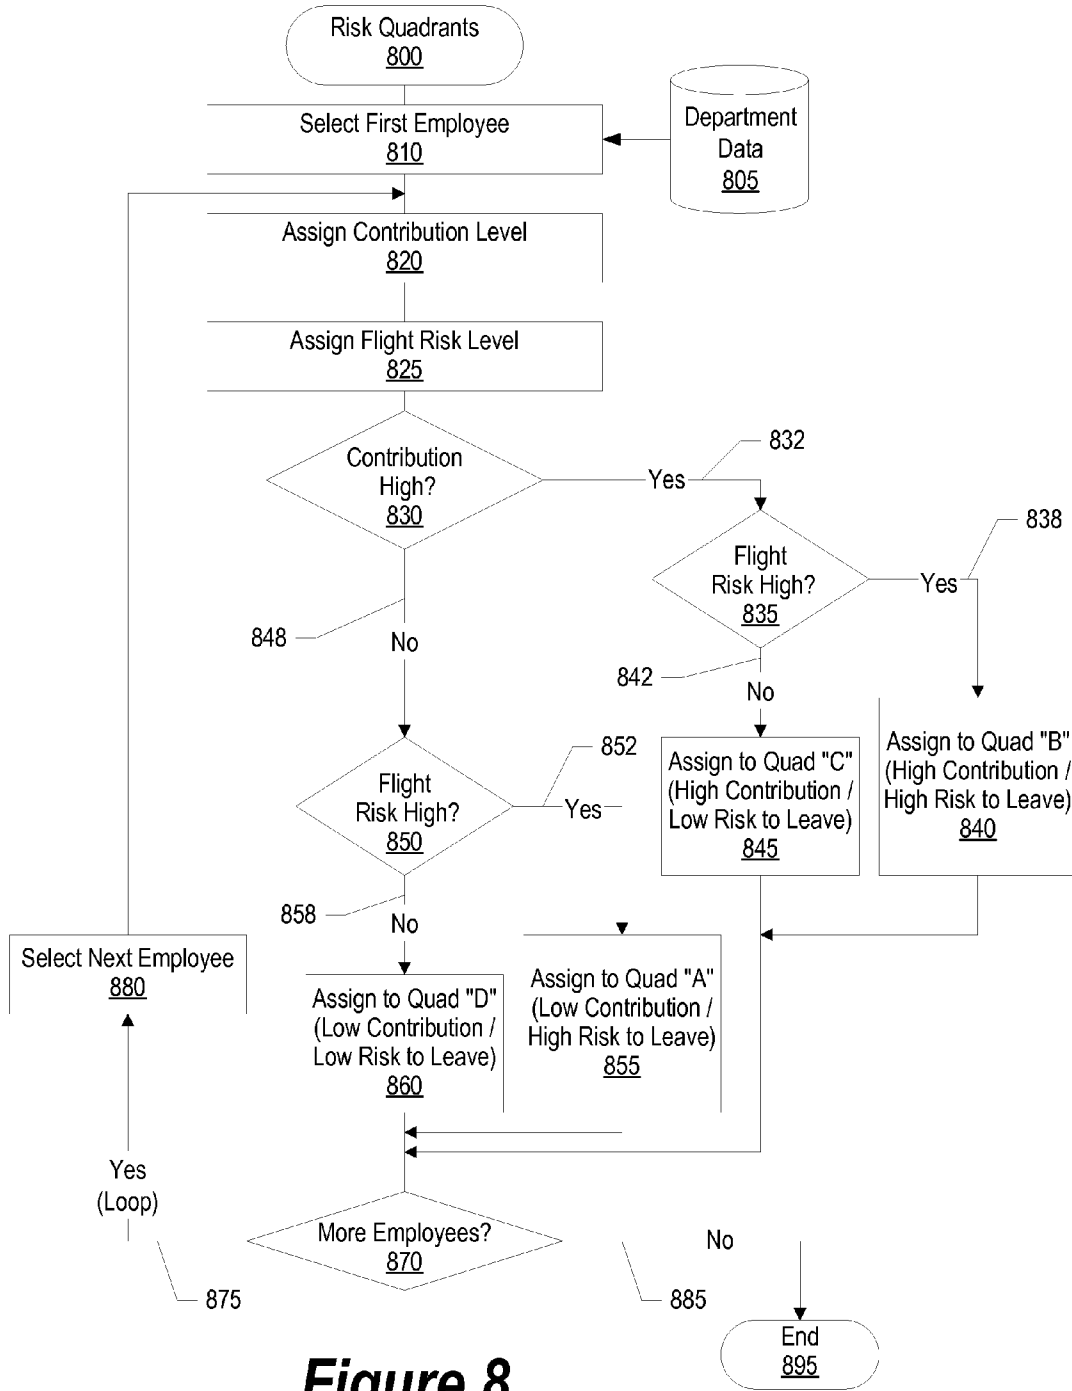 Risk Quadrants
800
Select First Employee
810
Department
Data
805
Assign Contribution Level
820
Assign Flight Risk Level
825
Contribution
High?
830
Yes
832
Flight
Risk High?
835
Yes
838
848
No
842
No
Flight
Risk High?
850
852
Yes
Assign to Quad "C"
(High Contribution /
Low Risk to Leave)
845
Assign to Quad "B"
(High Contribution /
High Risk to Leave)
840
858
No
Select Next Employee
880
Assign to Quad "D"
(Low Contribution /
Low Risk to Leave)
860
Assign to Quad "A"
(Low Contribution /
High Risk to Leave)
855
Yes
(Loop)
More Employees?
870
No
875
885
End
895
Figure 8